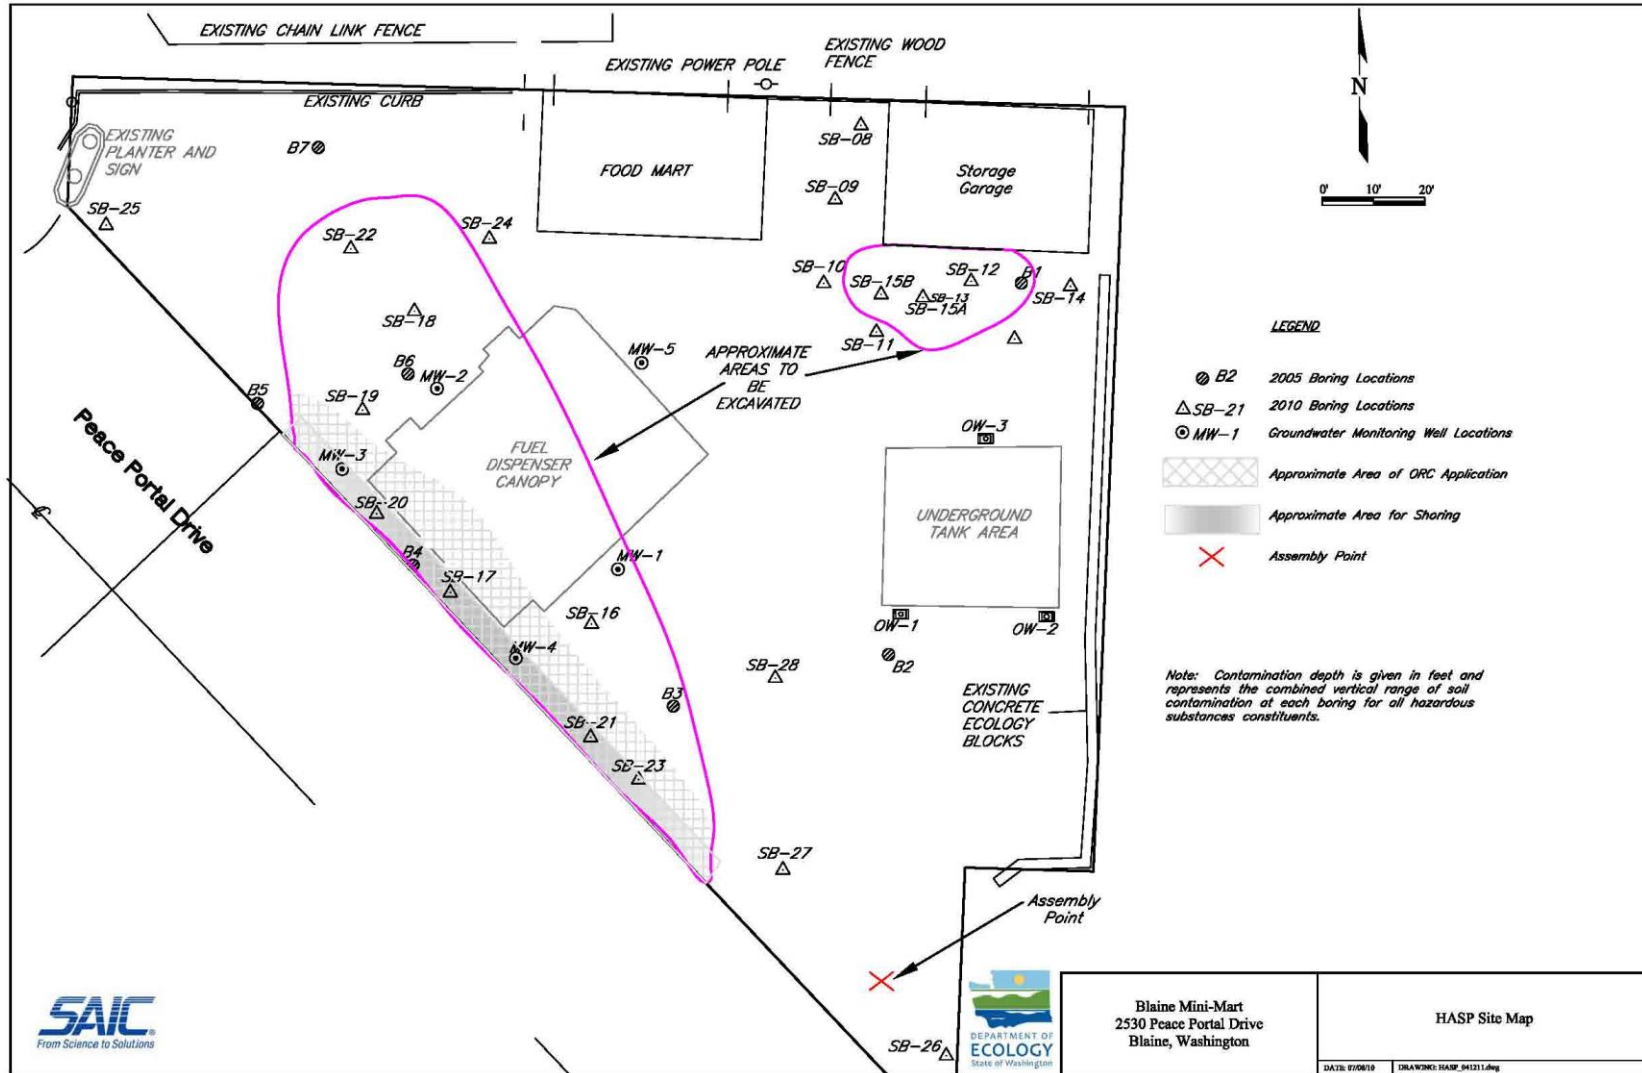 EXISTING CHAIN LINK FENCE
EXISTING POWER POLE
EXISTING WOOD
FENCE
EXISTING CURB
EXISTING
PLANTER AND
SIGN
B7
FOOD MART
SB-08
SB-09
Storage
Garage
N
0' 10' 20'
SB-25
SB-22
SB-24
SB-10
SB-15B
SB-12
B1
SB-14
SB-13
SB-15A
SB-11
SB-18
B6
MW-2
MW-5
APPROXIMATE
AREAS TO
BE
EXCAVATED
B5
SB-19
Peace Portal Drive
MW-3
FUEL
DISPENSER
CANOPY
SB-20
B4
SB-17
MW-1
SB-16
MW-4
B3
SB-21
SB-23
SB-28
SB-27
OW-3
UNDERGROUND
TANK AREA
OW-1
OW-2
B2
EXISTING
CONCRETE
ECOLOGY
BLOCKS
LEGEND
B2 2005 Boring Locations
SB-21 2010 Boring Locations
MW-1 Groundwater Monitoring Well Locations
Approximate Area of ORC Application
Approximate Area for Shoring
Assembly Point
Note: Contamination depth is given in feet and
represents the combined vertical range of soil
contamination at each boring for all hazardous
substances constituents.
Assembly
Point
SB-26
SAIC
From Science to Solutions
DEPARTMENT OF
ECOLOGY
State of Washington
Blaine Mini-Mart
2530 Peace Portal Drive
Blaine, Washington
HASP Site Map
DATE: 07/08/10 DRAWING: HASP_041211.dwg